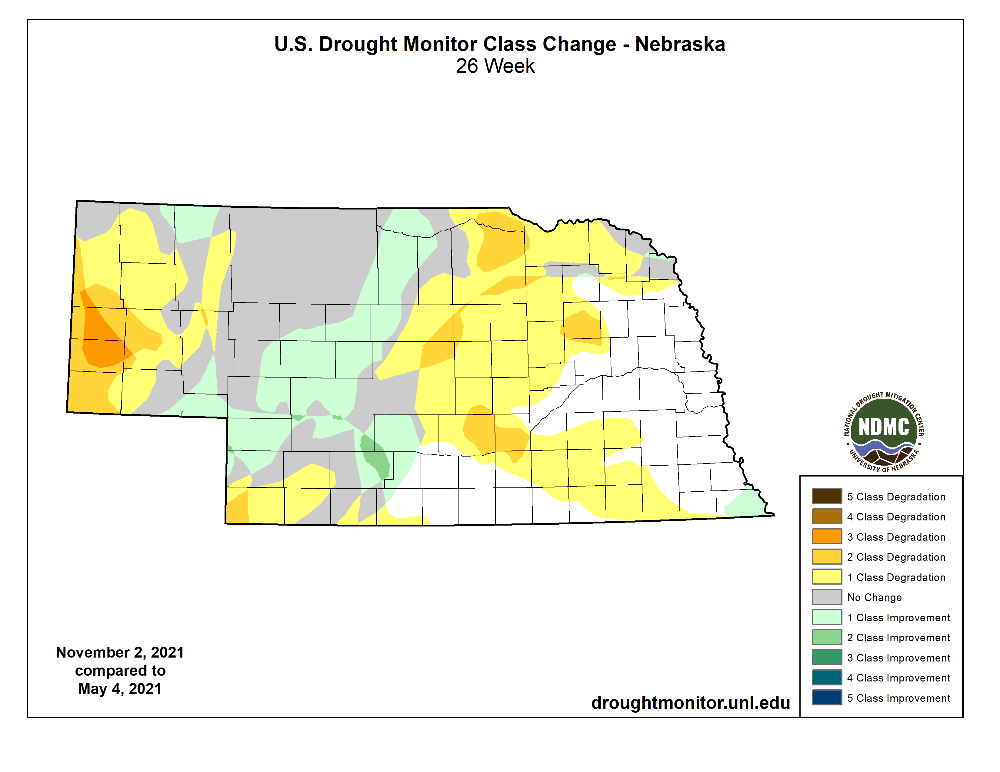 U.S. Drought Monitor Class Change - Nebraska
26 Week
NATIONAL DROUGHT MITIGATION CENTER
NDMC
UNIVERSITY OF NEBRASKA
5 Class Degradation
4 Class Degradation
3 Class Degradation
2 Class Degradation
1 Class Degradation
No Change
1 Class Improvement
2 Class Improvement
3 Class Improvement
4 Class Improvement
5 Class Improvement
November 2, 2021
compared to
May 4, 2021
droughtmonitor.unl.edu